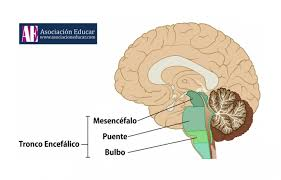 AE Asociación Educar
www.asociacioneducar.com
Mesencéfalo
Puente
Tronco Encefálico
Bulbo